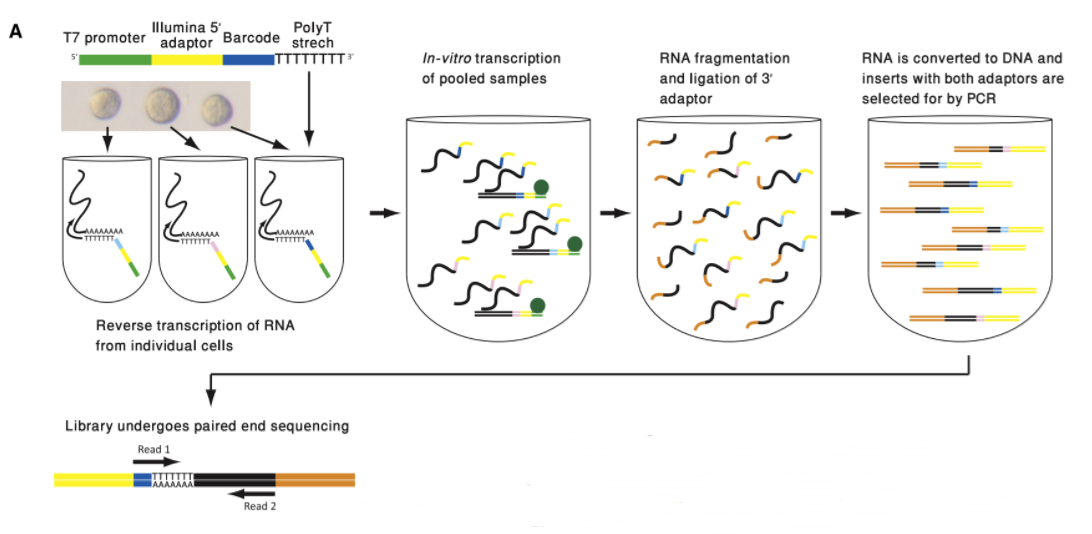 A
T7 promoter
Illumina 5'
adaptor
Barcode
PolyT
strech
5'
TTTTTTTT
3'
AAAAAAAA
TTTTTTT
AAAAAAAA
TTTTTTTT
AAAAAAAA
TTTTTTT
Reverse transcription of RNA
from individual cells
In-vitro transcription
of pooled samples
RNA fragmentation
and ligation of 3'
adaptor
RNA is converted to DNA and
inserts with both adaptors are
selected for by PCR
Library undergoes paired end sequencing
Read 1
TTTTTTT
AAAAAAA
Read 2